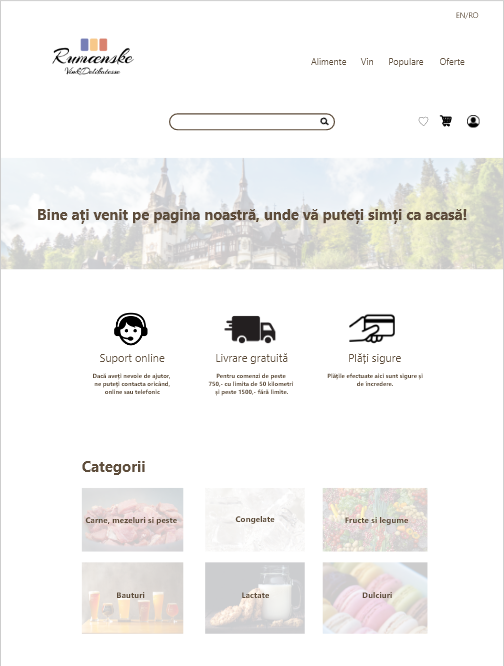 EN/RO
Rumænske
Vin&Delikatesse
Alimente Vin Populare Oferte
Bine ați venit pe pagina noastră, unde vă puteți simți ca acasă!
Suport online
Dacă aveți nevoie de ajutor,
ne puteți contacta oricând,
online sau telefonic
Livrare gratuită
Pentru comenzi de peste
750,- cu limita de 50 kilometri
și peste 1500,- fără limite.
Plăți sigure
Plățile efectuate aici sunt sigure și
de încredere.
Categorii
Carne, mezeluri si peste
Congelate
Fructe si legume
Bauturi
Lactate
Dulciuri